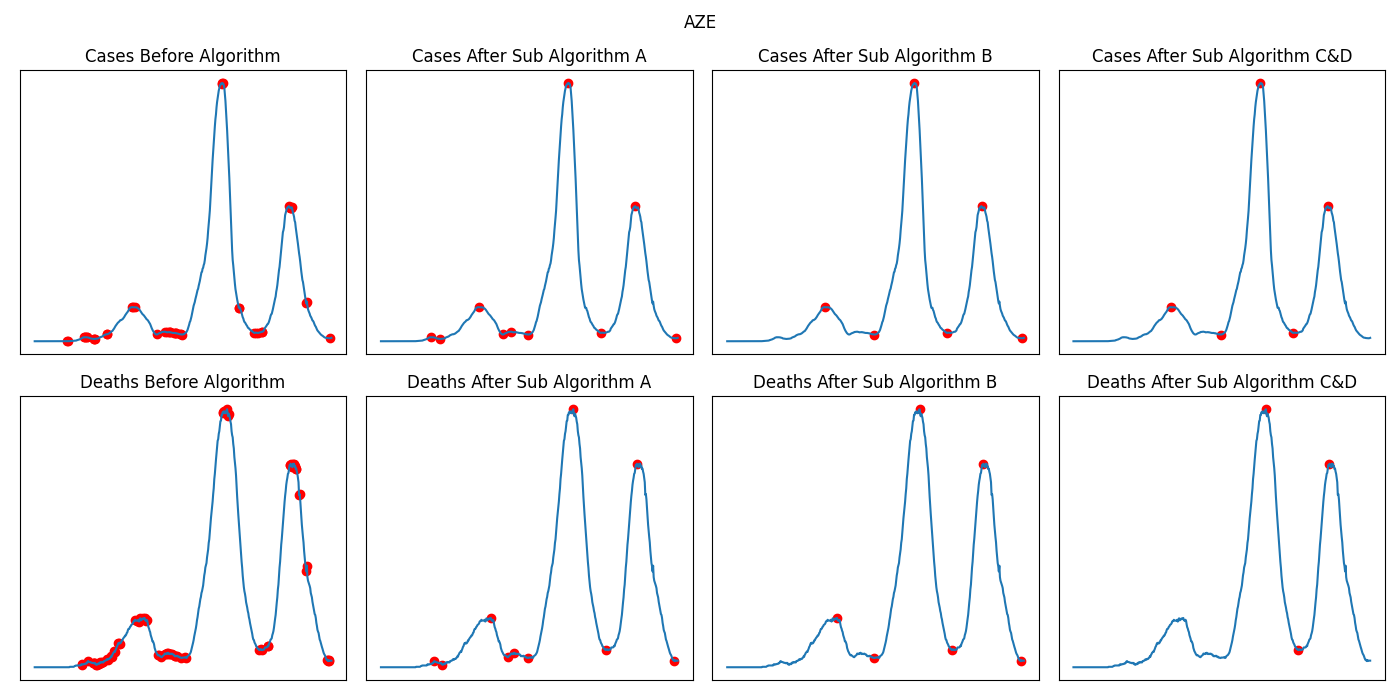 AZE
Cases Before Algorithm
Cases After Sub Algorithm A
Cases After Sub Algorithm B
Cases After Sub Algorithm C&D
Deaths Before Algorithm
Deaths After Sub Algorithm A
Deaths After Sub Algorithm B
Deaths After Sub Algorithm C&D